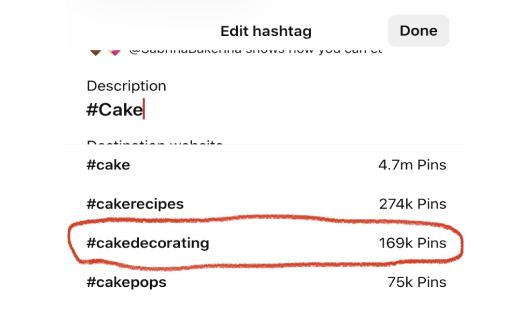 Edit hashtag Done
@SabrinaBakerina shows how you can
Description
#Cake
Destination website
#cake 4.7m Pins
#cakerecipes 274k Pins
#cakedecorating 169k Pins
#cakepops 75k Pins